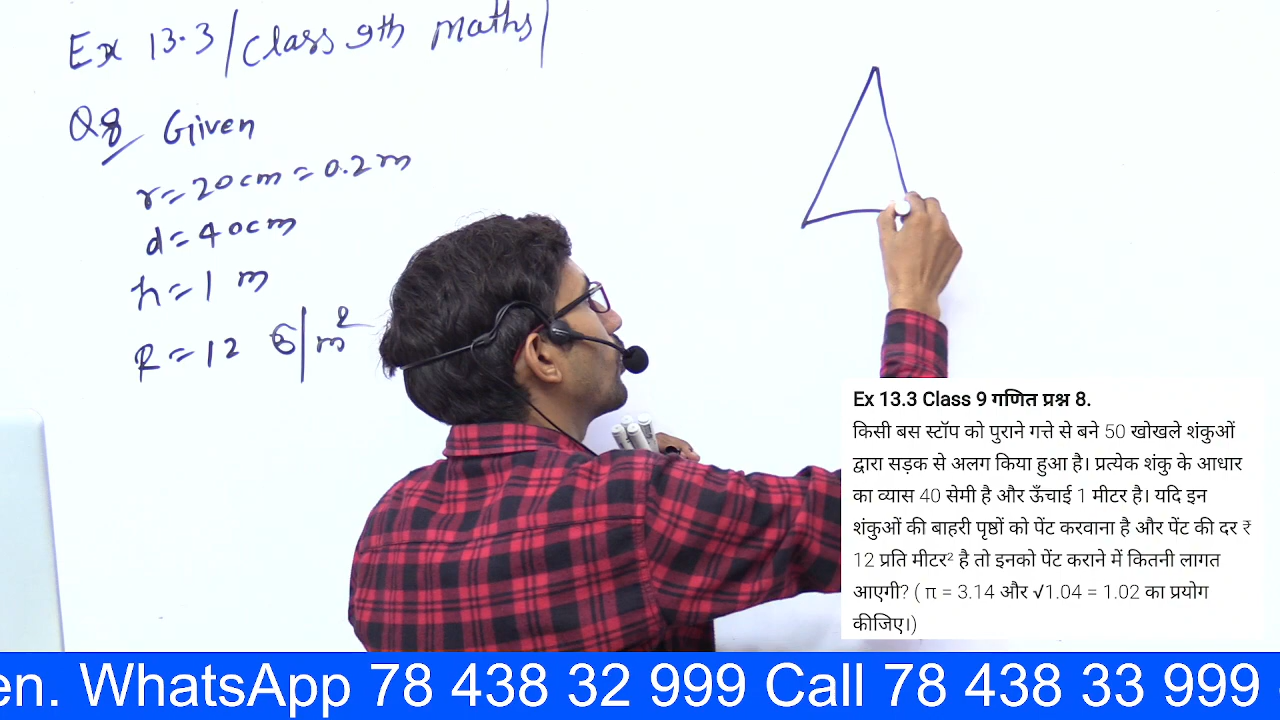 Ex 13.3/Class 9th maths/
Q8 Given
r = 20cm = 0.2 m
d = 40cm
h = 1 m
R = 12 ₹/m²
Ex 13.3 Class 9 गणित प्रश्न 8.
किसी बस स्टॉप को पुराने गत्ते से बने 50 खोखले शंकुओं
द्वारा सड़क से अलग किया हुआ है। प्रत्येक शंकु के आधार
का व्यास 40 सेमी है और ऊँचाई 1 मीटर है। यदि इन
शंकुओं की बाहरी पृष्ठों को पेंट करवाना है और पेंट की दर ₹
12 प्रति मीटर² है तो इनको पेंट कराने में कितनी लागत
आएगी? ( π = 3.14 और √1.04 = 1.02 का प्रयोग
कीजिए।)
en. WhatsApp 78 438 32 999 Call 78 438 33 999